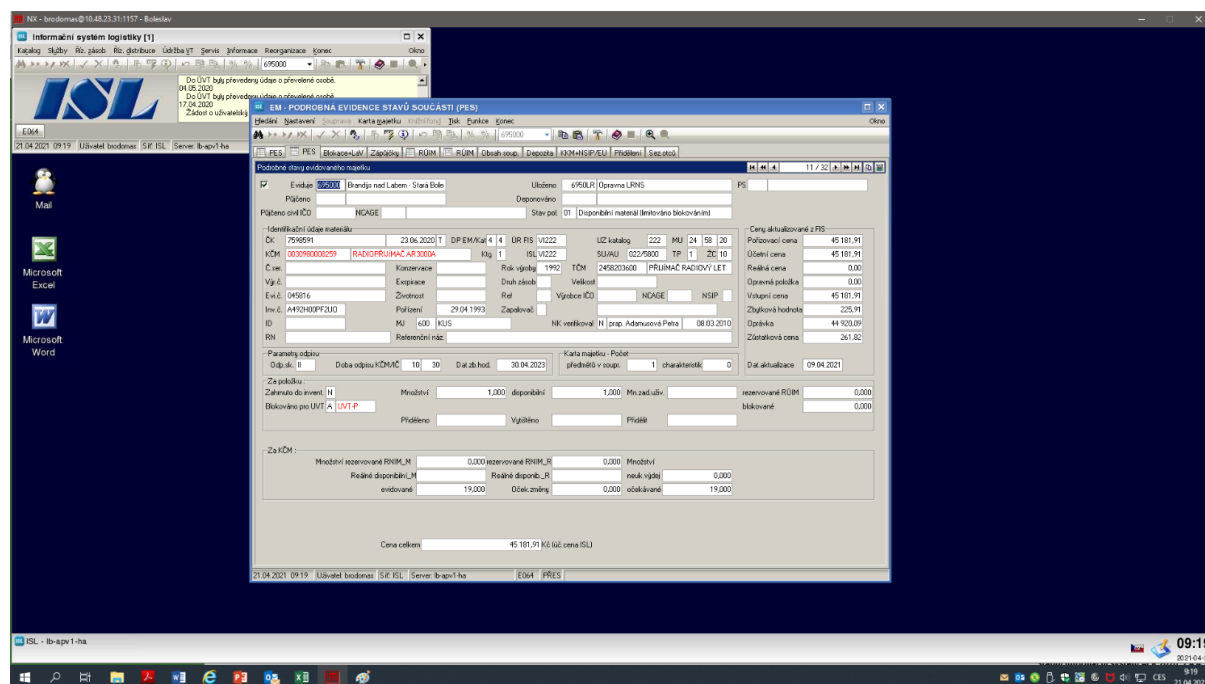 NX - brodomas@10.48.23.31:1157 - Boleslav
Informační systém logistiky [1]
Katalog Služby Říz. zásob Říz. distribuce Údržba VT Servis Informace Reorganizace Konec Okno
695000
ISL
Do ÚVT byly převedeny údaje o převelené osobě.
04.05.2020
Do ÚVT byly převedeny údaje o převelené osobě.
17.04.2020
Žádost o uživatelský
E064
21.04.2021 09:19 Uživatel: brodomas Síť: ISL Server: lb-apv1-ha
Mail
Microsoft
Excel
Microsoft
Word
EM - PODROBNÁ EVIDENCE STAVŮ SOUČÁSTI (PES)
Hledání Nastavení Souprava Karta majetku Knižní fond Tisk Funkce Konec Okno
695000
PES PES Blokace+LaV Zápůjčky RÚIM RÚIM Obsah soup. Depozita KKM+NSIP/EU Přidělení Sez.otců
Podrobné stavy evidovaného majetku 11 / 32
Eviduje 695000 Brandýs nad Labem - Stará Bole Uloženo 6950LR Opravna LRNS PS
Půjčeno Deponováno
Půjčeno civil IČO NCAGE Stav pol. 01 Disponibilní materiál (limitováno blokováním)
Identifikační údaje materiálu Ceny aktualizované z FIS
ČK 7598591 23.06.2020 T DP EM/Kat 4 4 ÚR FIS VI222 UZ katalog 222 MU 24 58 20 Pořizovací cena 45 181,91
KČM 0030980008259 RADIOPŘIJÍMAČ AR3000A Ktg 1 ISL VI222 SU/AU 022/5800 TP 1 ŽC 10 Účetní cena 45 181,91
Č.ser. Konzervace Rok výroby 1992 TČM 2458203600 PŘIJÍMAČ RADIOVÝ LET Reálná cena 0,00
Výr.č. Expirace Druh zásob Velikost Opravná položka 0,00
Evi.č. 045816 Životnost Ref Výrobce IČO NCAGE NSIP Vstupní cena 45 181,91
Inv.č. A492H00PF2UO Pořízení 29.04.1993 Zapalovač Zbytková hodnota 225,91
ID MJ 600 KUS NK verifikoval N prap. Adamusová Petra 08.03.2010 Oprávka 44 920,09
RN Referenční náz. Zůstatková cena 261,82
Parametry odpisu Karta majetku - Počet
Odp.sk. II Doba odpisu KČM/IČ 10 30 Dat.zb.hod. 30.04.2023 předmětů v soupr. 1 charakteristik 0 Dat.aktualizace 09.04.2021
Za položku :
Zahrnuto do invent. N Množství 1,000 disponibilní 1,000 Mn.zad.uživ. rezervované RÚIM 0,000
Blokováno pro UVT A UVT-P blokované 0,000
Přiděleno Vytištěno Přidělit
Za KČM :
Množství rezervované RNIM_M 0,000 rezervované RNIM_R 0,000 Množství
Reálné disponibilní_M Reálné disponib._R neuk.výdej 0,000
evidované 19,000 Oček.změny 0,000 očekávané 19,000
Cena celkem 45 181,91 Kč (úč.cena ISL)
21.04.2021 09:19 Uživatel: brodomas Síť: ISL Server: lb-apv1-ha E064 PŘES
ISL - lb-apv1-ha
09:19
2021-04-
CES
9:19
21.04.202